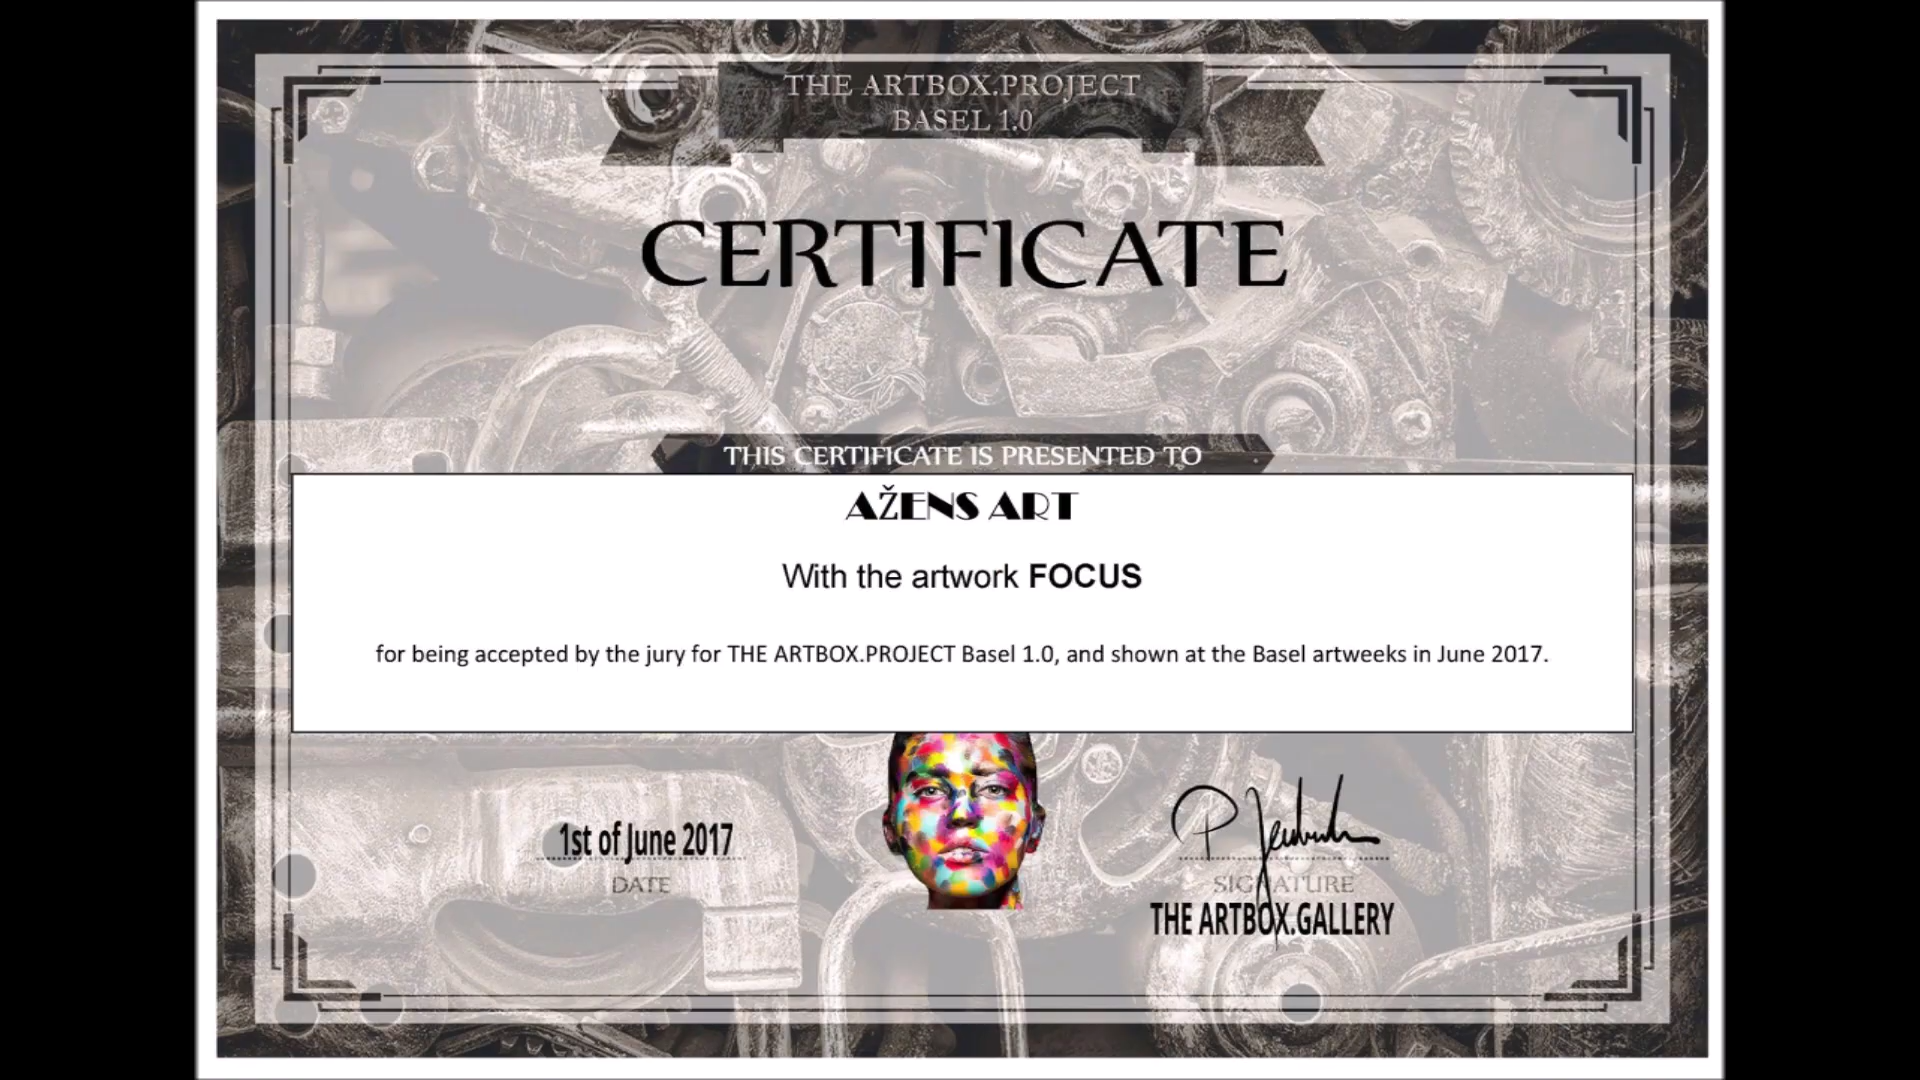 THE ARTBOX.PROJECT
BASEL 1.0
CERTIFICATE
THIS CERTIFICATE IS PRESENTED TO
AŽENS ART
With the artwork FOCUS
for being accepted by the jury for THE ARTBOX.PROJECT Basel 1.0, and shown at the Basel artweeks in June 2017.
1st of June 2017
DATE
SIGNATURE
THE ARTBOX.GALLERY